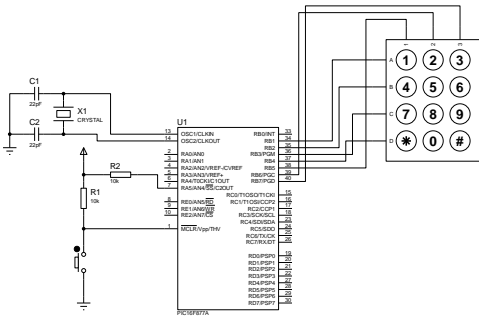 C1
22pF
X1
CRYSTAL
C2
22pF
R2
10k
R1
10k
U1
13 OSC1/CLKIN
14 OSC2/CLKOUT
2 RA0/AN0
3 RA1/AN1
4 RA2/AN2/VREF-/CVREF
5 RA3/AN3/VREF+
6 RA4/T0CKI/C1OUT
7 RA5/AN4/SS/C2OUT
8 RE0/AN5/RD
9 RE1/AN6/WR
10 RE2/AN7/CS
1 MCLR/Vpp/THV
RB0/INT 33
RB1 34
RB2 35
RB3/PGM 36
RB4 37
RB5 38
RB6/PGC 39
RB7/PGD 40
RC0/T1OSO/T1CKI 15
RC1/T1OSI/CCP2 16
RC2/CCP1 17
RC3/SCK/SCL 18
RC4/SDI/SDA 23
RC5/SDO 24
RC6/TX/CK 25
RC7/RX/DT 26
RD0/PSP0 19
RD1/PSP1 20
RD2/PSP2 21
RD3/PSP3 22
RD4/PSP4 27
RD5/PSP5 28
RD6/PSP6 29
RD7/PSP7 30
PIC16F877A
1 2 3
A 1 2 3
B 4 5 6
C 7 8 9
D * 0 #